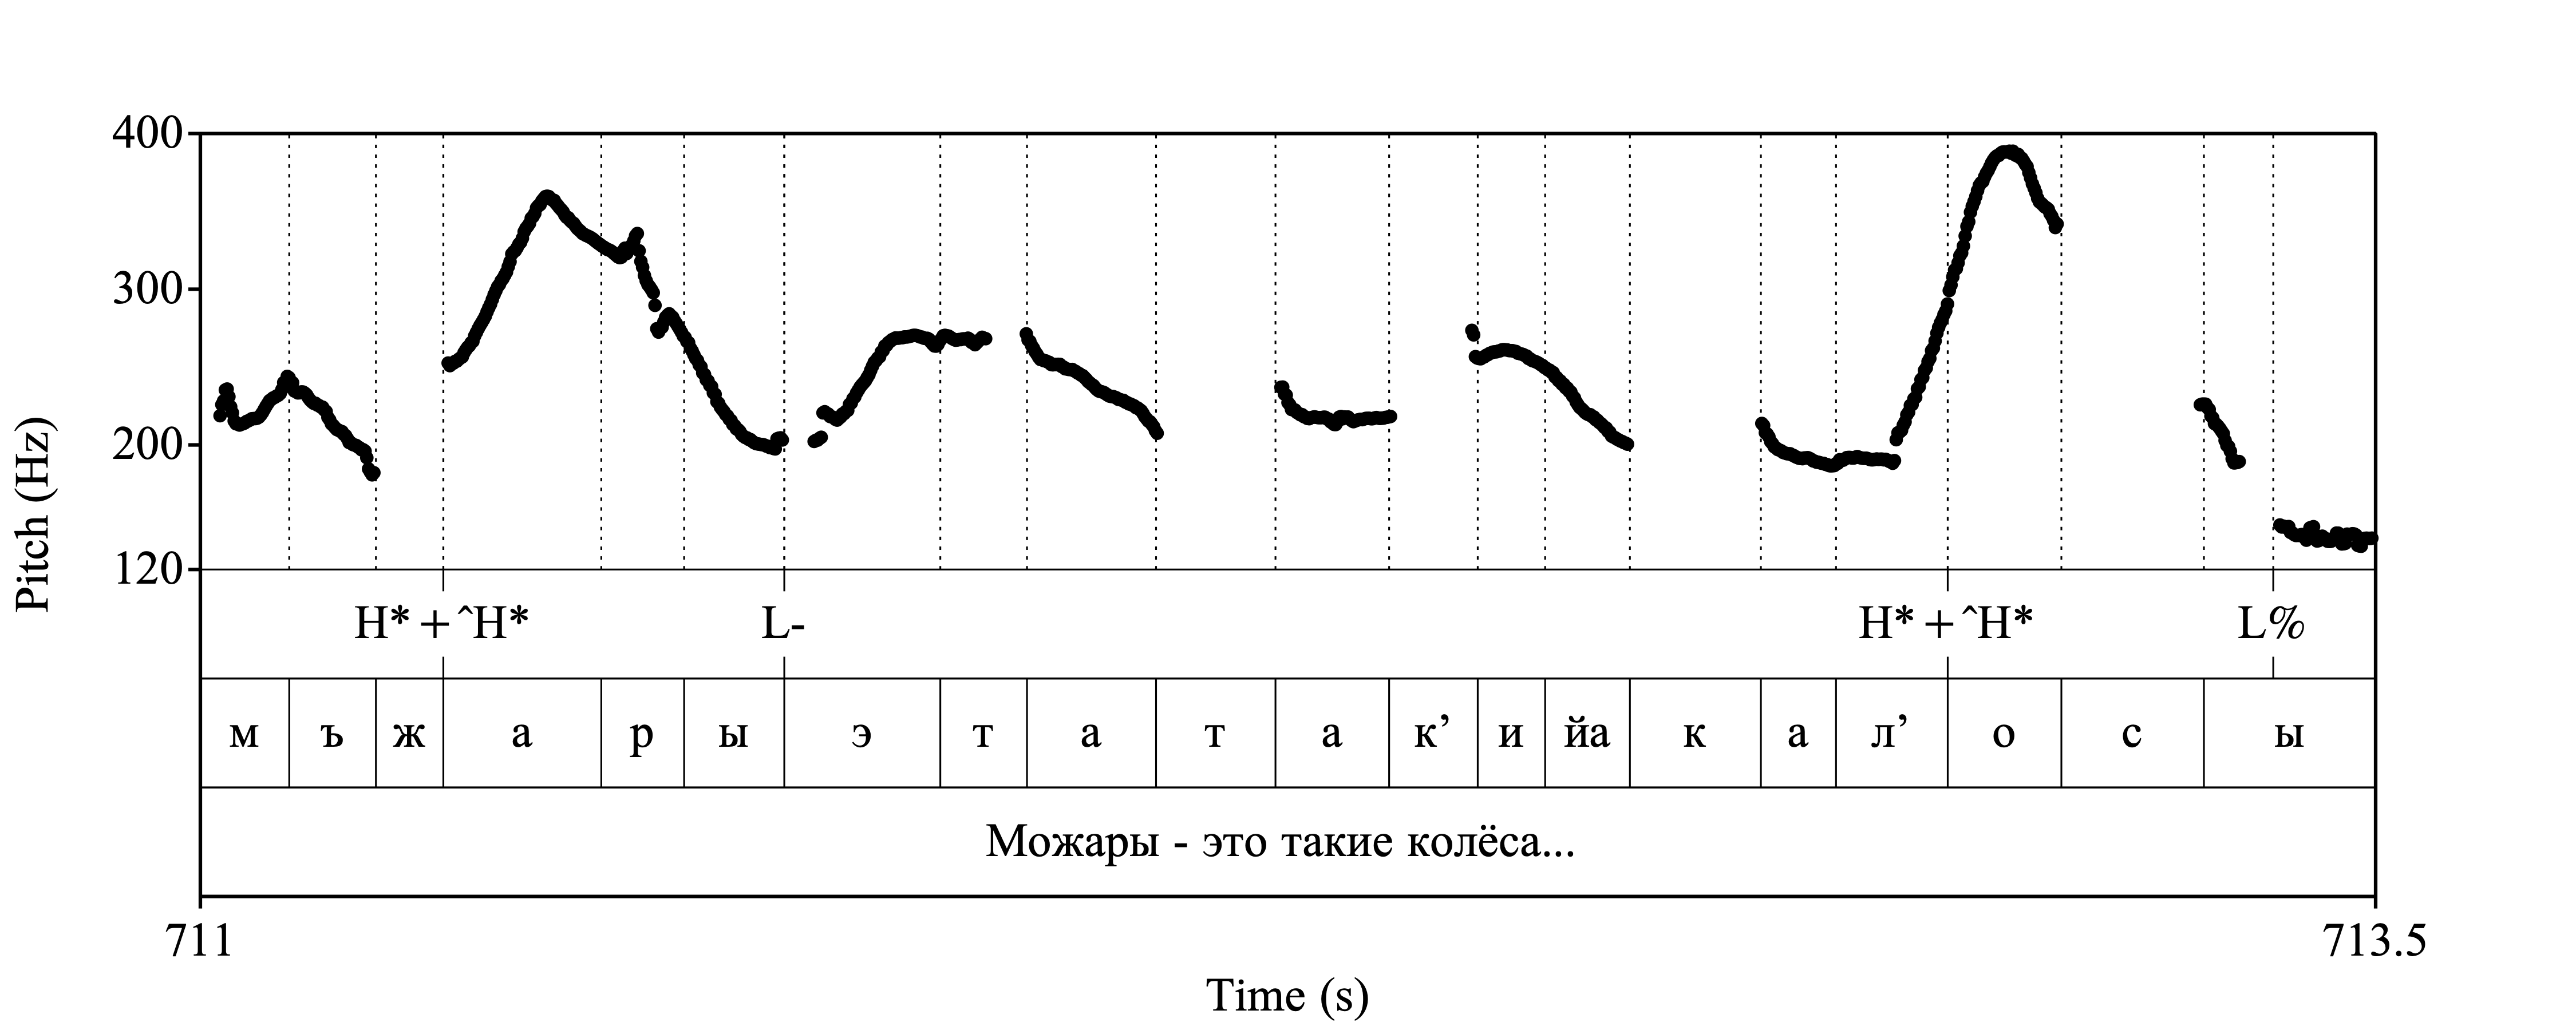 400
300
200
120
Pitch (Hz)
H* + ^H* L- H* + ^H* L%
м ъ ж а р ы э т а т а к’ и йа к а л’ о с ы
Можары - это такие колёса...
711 713.5
Time (s)